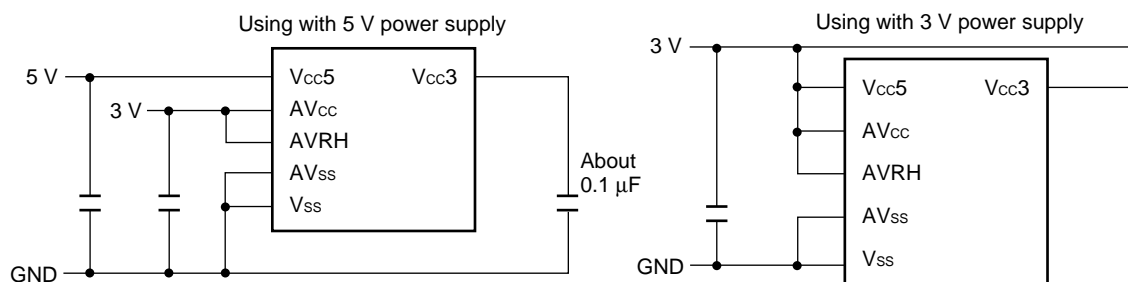 Using with 5 V power supply
5 V
3 V
Vcc5
AVcc
AVRH
AVss
Vss
Vcc3
About
0.1 μF
GND
Using with 3 V power supply
3 V
Vcc5
AVcc
AVRH
AVss
Vss
Vcc3
GND